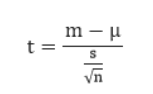 t = (m − μ) / (s / √n)